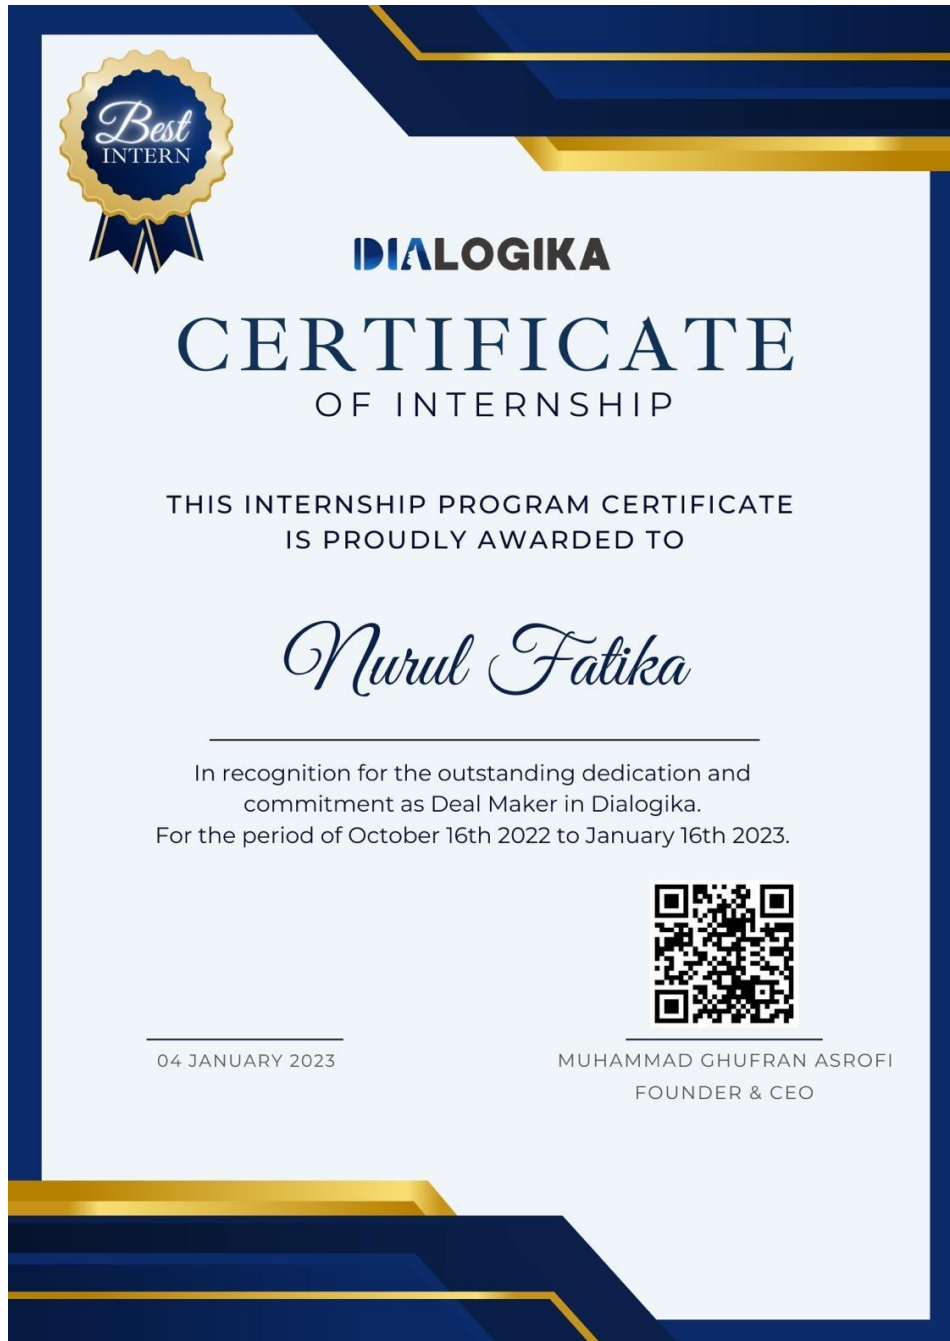 Best
INTERN
DIALOGIKA
CERTIFICATE
OF INTERNSHIP
THIS INTERNSHIP PROGRAM CERTIFICATE
IS PROUDLY AWARDED TO
Nurul Fatika
In recognition for the outstanding dedication and
commitment as Deal Maker in Dialogika.
For the period of October 16th 2022 to January 16th 2023.
04 JANUARY 2023
MUHAMMAD GHUFRAN ASROFI
FOUNDER & CEO